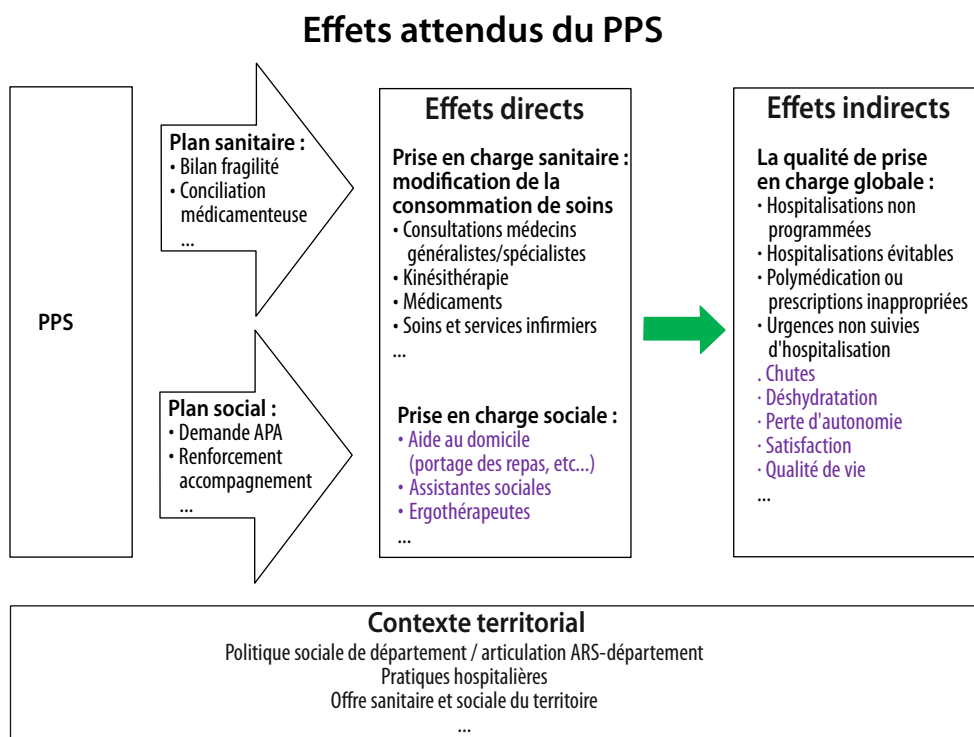 Effets attendus du PPS
PPS
Plan sanitaire :
• Bilan fragilité
• Conciliation
médicamenteuse
...
Plan social :
• Demande APA
• Renforcement
accompagnement
...
Effets directs
Prise en charge sanitaire :
modification de la
consommation de soins
• Consultations médecins
généralistes/spécialistes
• Kinésithérapie
• Médicaments
• Soins et services infirmiers
...
Prise en charge sociale :
• Aide au domicile
(portage des repas, etc...)
• Assistantes sociales
• Ergothérapeutes
...
Effets indirects
La qualité de prise
en charge globale :
· Hospitalisations non
programmées
· Hospitalisations évitables
· Polymédication ou
prescriptions inappropriées
· Urgences non suivies
d'hospitalisation
. Chutes
· Déshydratation
· Perte d'autonomie
· Satisfaction
· Qualité de vie
...
Contexte territorial
Politique sociale de département / articulation ARS-département
Pratiques hospitalières
Offre sanitaire et sociale du territoire
...